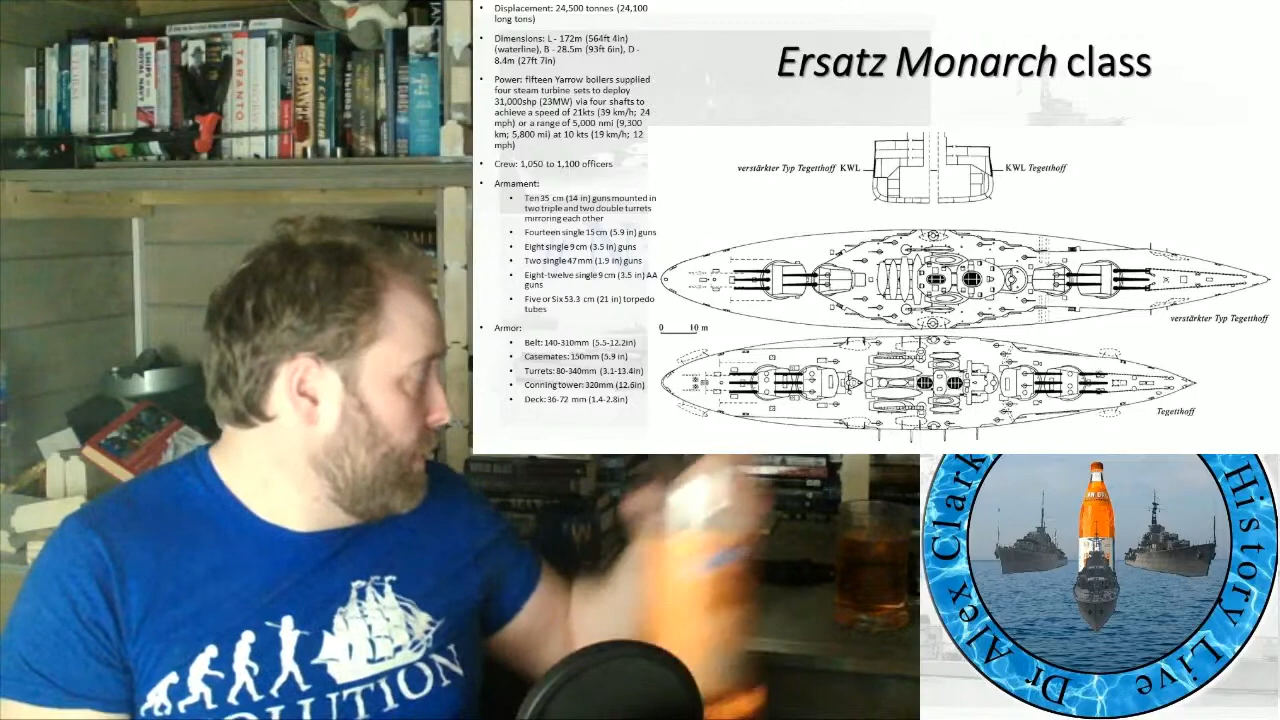 Displacement: 24,500 tonnes (24,100
long tons)
Dimensions: L - 172m (564ft 4in)
(waterline), B - 28.5m (93ft 6in), D -
8.4m (27ft 7in)
Power: fifteen Yarrow boilers supplied
four steam turbine sets to deploy
31,000shp (23MW) via four shafts to
achieve a speed of 21kts (39 km/h; 24
mph) or a range of 5,000 nmi (9,300
km; 5,800 mi) at 10 kts (19 km/h; 12
mph)
Crew: 1,050 to 1,100 officers
Armament:
Ten 35 cm (14 in) guns mounted in
two triple and two double turrets
mirroring each other
Fourteen single 15 cm (5.9 in) guns
Eight single 9 cm (3.5 in) guns
Two single 47 mm (1.9 in) guns
Eight-twelve single 9 cm (3.5 in) AA
guns
Five or Six 53.3 cm (21 in) torpedo
tubes
Armor:
Belt: 140-310mm (5.5-12.2in)
Casemates: 150mm (5.9 in)
Turrets: 80-340mm (3.1-13.4in)
Conning tower: 320mm (12.6in)
Deck: 36-72 mm (1.4-2.8in)
Ersatz Monarch class
verstärkter Typ Tegetthoff KWL
KWL Tegetthoff
0 10 m
verstärkter Typ Tegetthoff
Tegetthoff
TARANTO
ROYAL NAVY
OLUTION
Dr Alex Clark
History Live